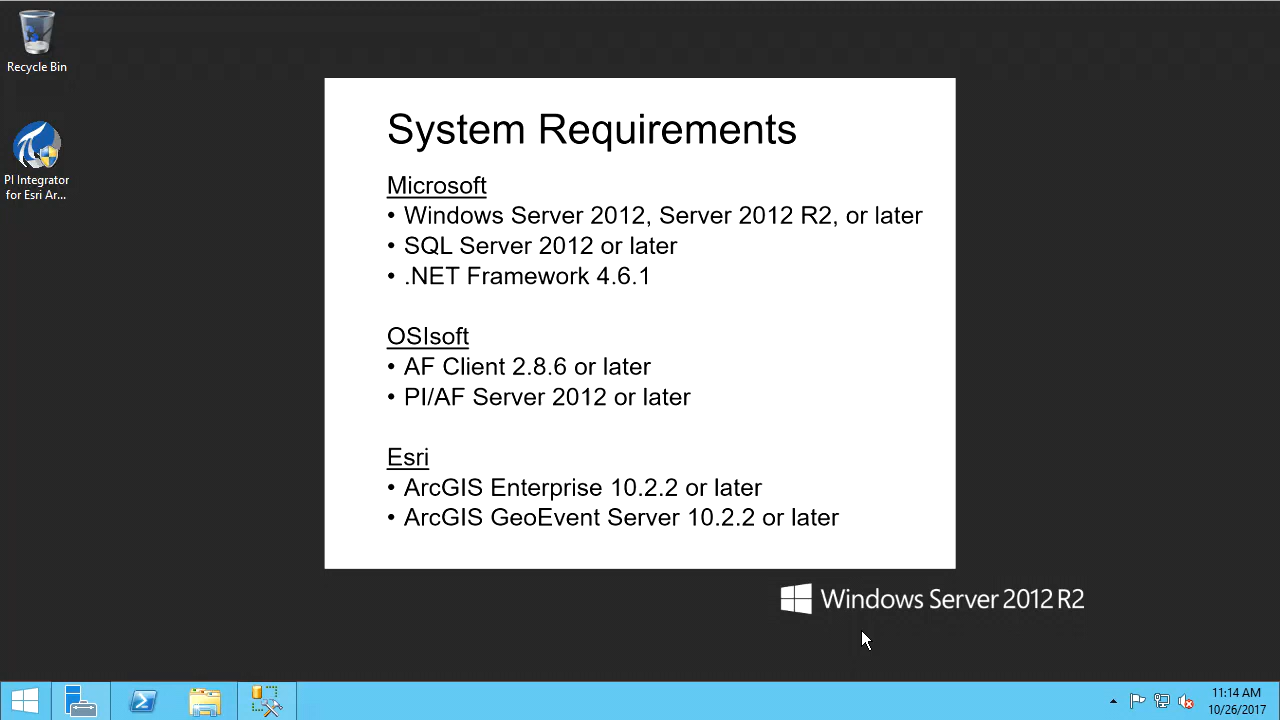 Recycle Bin
PI Integrator
for Esri Ar...
System Requirements
Microsoft
• Windows Server 2012, Server 2012 R2, or later
• SQL Server 2012 or later
• .NET Framework 4.6.1
OSIsoft
• AF Client 2.8.6 or later
• PI/AF Server 2012 or later
Esri
• ArcGIS Enterprise 10.2.2 or later
• ArcGIS GeoEvent Server 10.2.2 or later
Windows Server 2012 R2
11:14 AM
10/26/2017